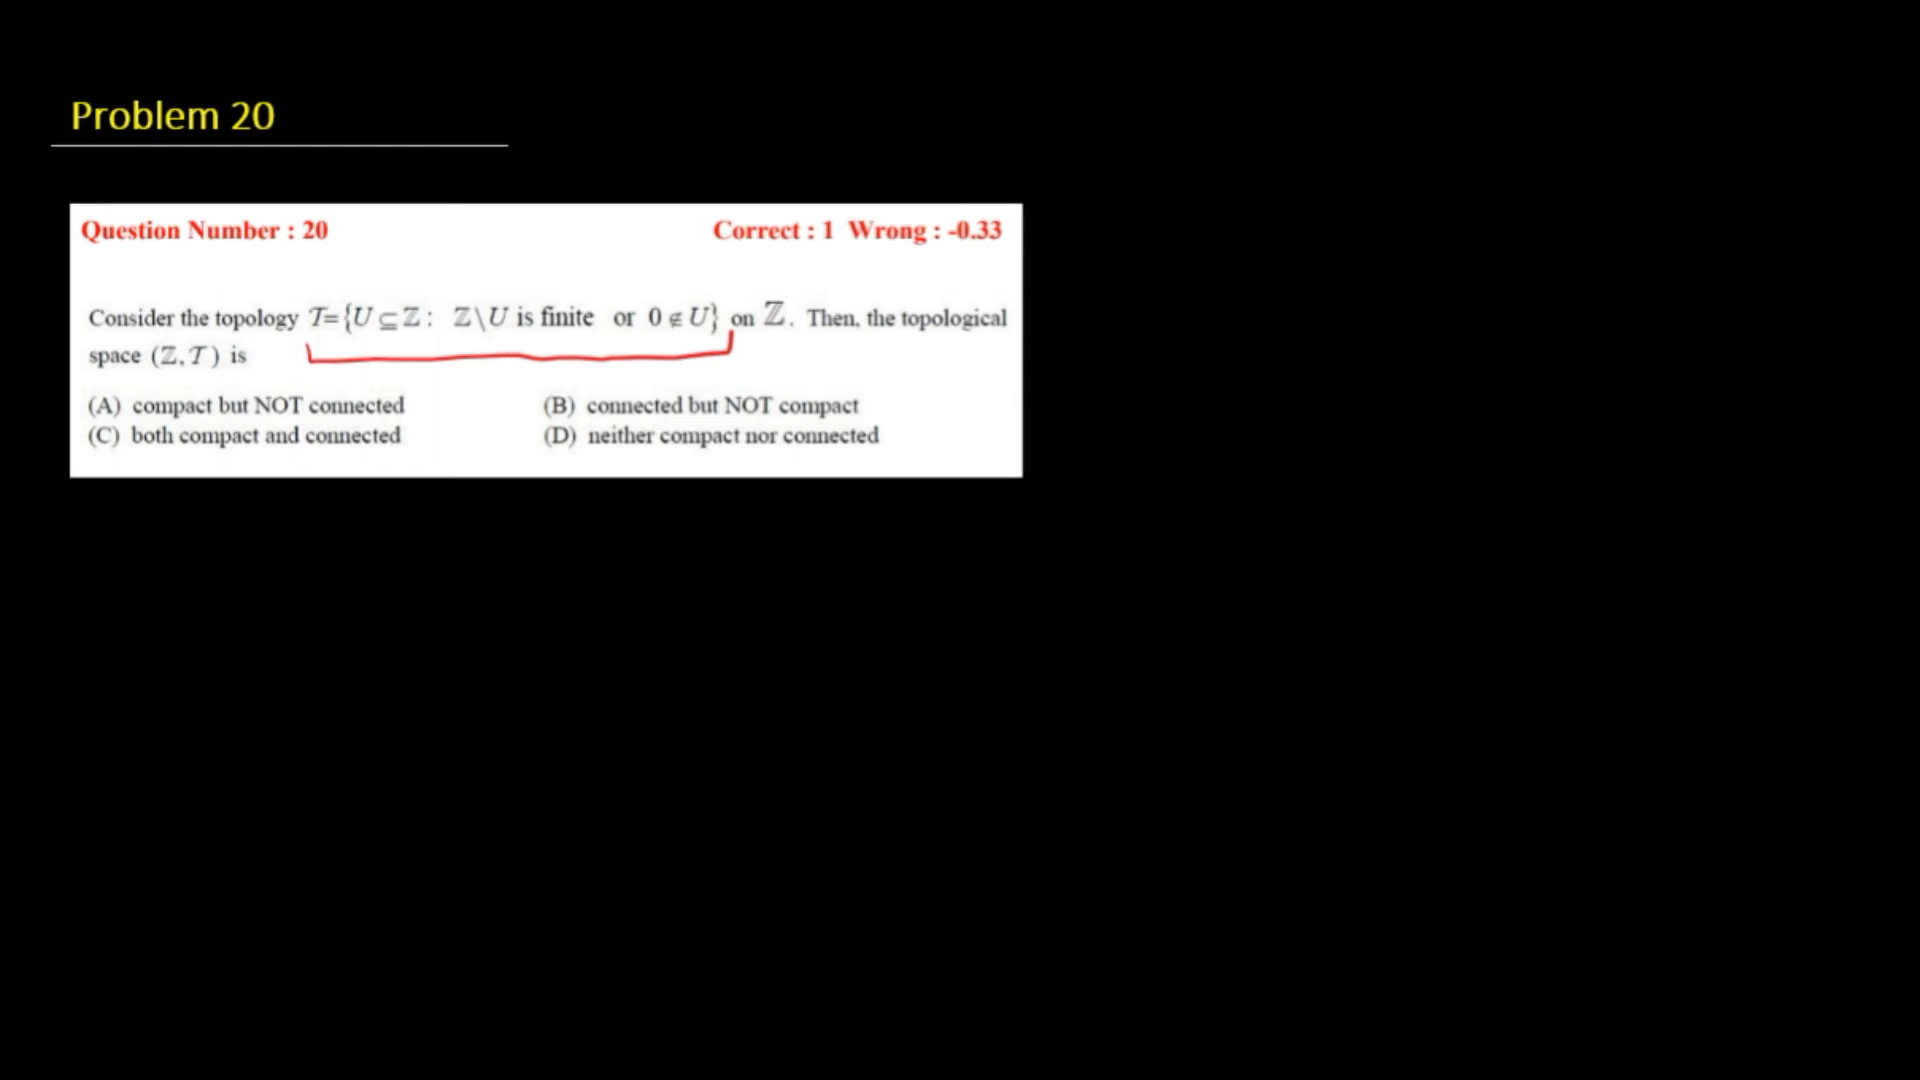 Problem 20
Question Number : 20 Correct : 1 Wrong : -0.33
Consider the topology 𝒯={U⊆ℤ: ℤ\U is finite or 0∉U} on ℤ. Then, the topological
space (ℤ,𝒯) is
(A) compact but NOT connected (B) connected but NOT compact
(C) both compact and connected (D) neither compact nor connected